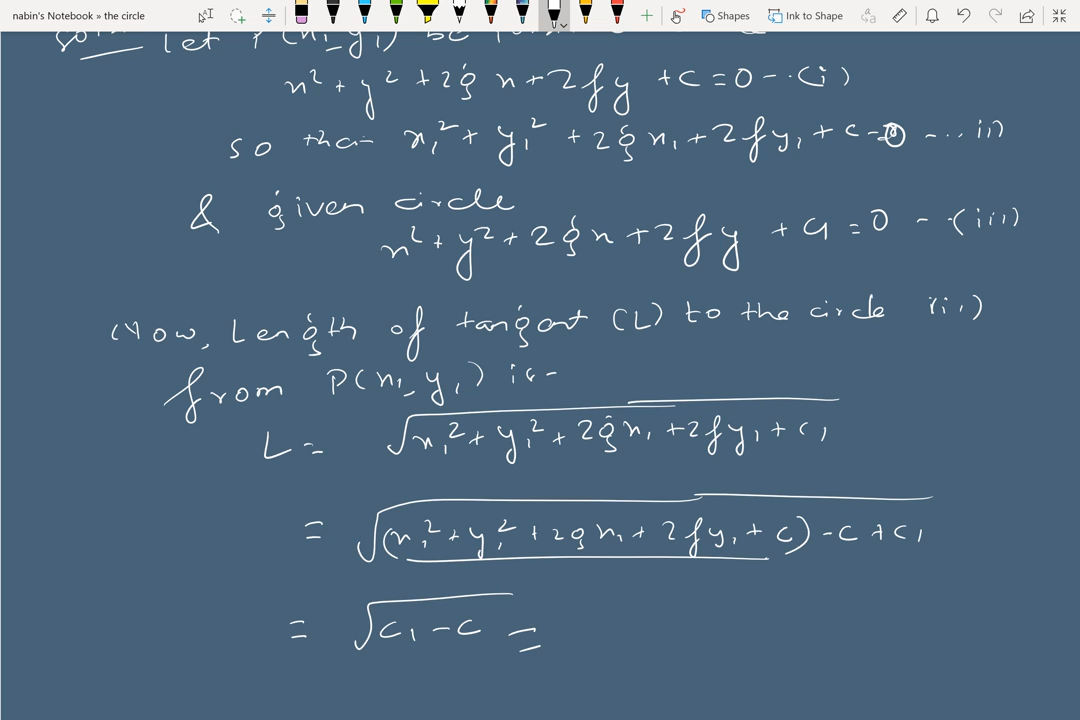 nabin's Notebook » the circle
Shapes
Ink to Shape
Soln Let P(x1, y1) be
x² + y² + 2gx + 2fy + c = 0 --- (i)
so that x1² + y1² + 2gx1 + 2fy1 + c = 0 --- ii)
& given circle
x² + y² + 2gx + 2fy + c1 = 0 --- (iii)
Now, Length of tangent (L) to the circle (iii)
from P(x1, y1) is -
L = √x1² + y1² + 2gx1 + 2fy1 + c1
= √(x1² + y1² + 2gx1 + 2fy1 + c) - c + c1
= √c1 - c =